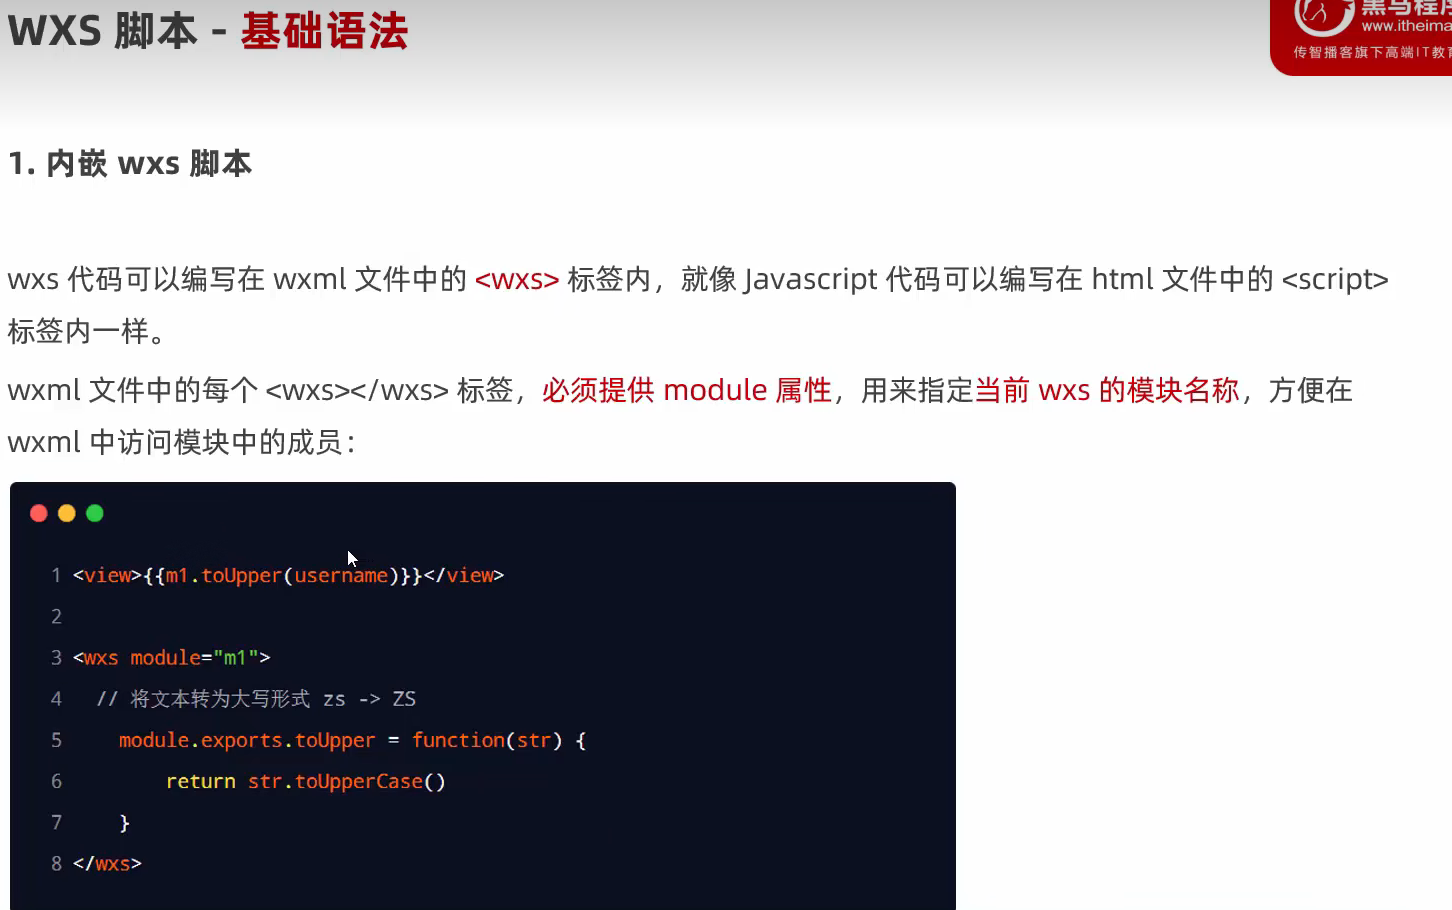 WXS 脚本 - 基础语法
黑马程序
www.itheima
传智播客旗下高端IT教育
1. 内嵌 wxs 脚本
wxs 代码可以编写在 wxml 文件中的 <wxs> 标签内，就像 Javascript 代码可以编写在 html 文件中的 <script>
标签内一样。
wxml 文件中的每个 <wxs></wxs> 标签，必须提供 module 属性，用来指定当前 wxs 的模块名称，方便在
wxml 中访问模块中的成员：
1 <view>{{m1.toUpper(username)}}</view>
2
3 <wxs module="m1">
4   // 将文本转为大写形式 zs -> ZS
5     module.exports.toUpper = function(str) {
6         return str.toUpperCase()
7     }
8 </wxs>